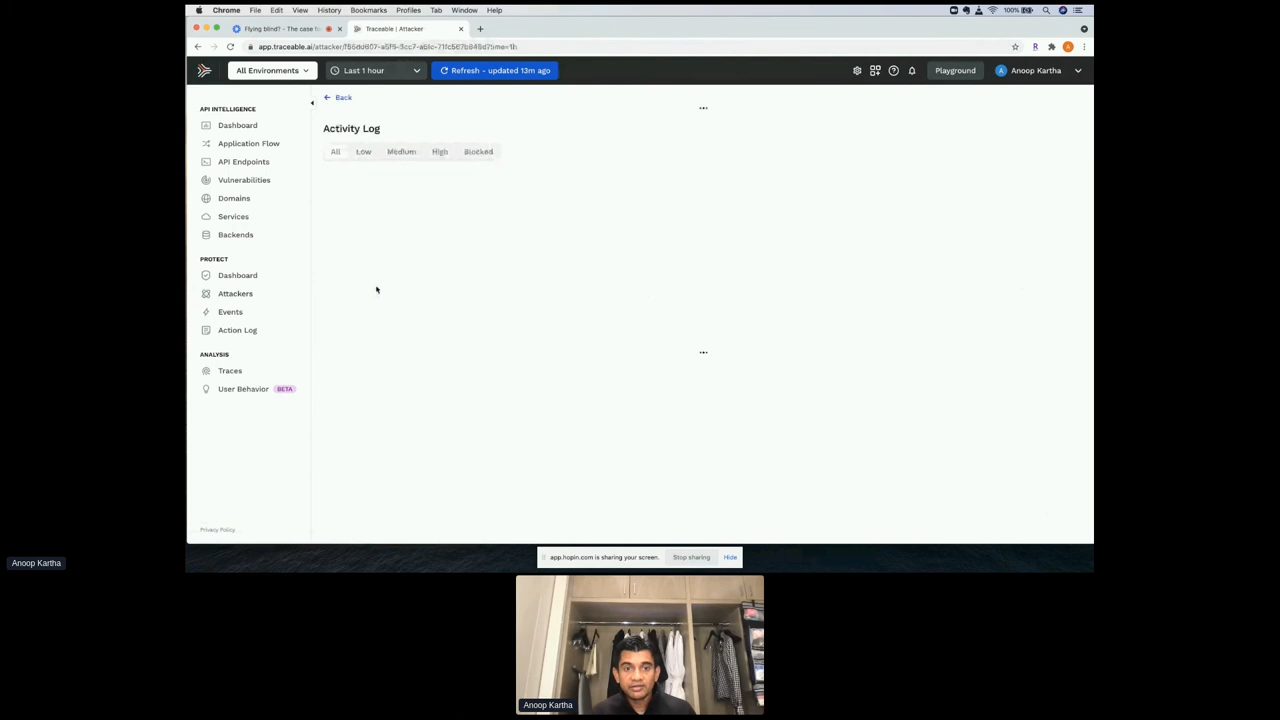 Chrome File Edit View History Bookmarks Profiles Tab Window Help 100%
Flying blind? - The case fo Traceable | Attacker
All Environments Last 1 hour Refresh - updated 13m ago Playground A Anoop Kartha
Back
Activity Log
All Low Medium High Blocked
API INTELLIGENCE
Dashboard
Application Flow
API Endpoints
Vulnerabilities
Domains
Services
Backends
PROTECT
Dashboard
Attackers
Events
Action Log
ANALYSIS
Traces
User Behavior BETA
Privacy Policy
app.hopin.com is sharing your screen. Stop sharing Hide
Anoop Kartha
Anoop Kartha